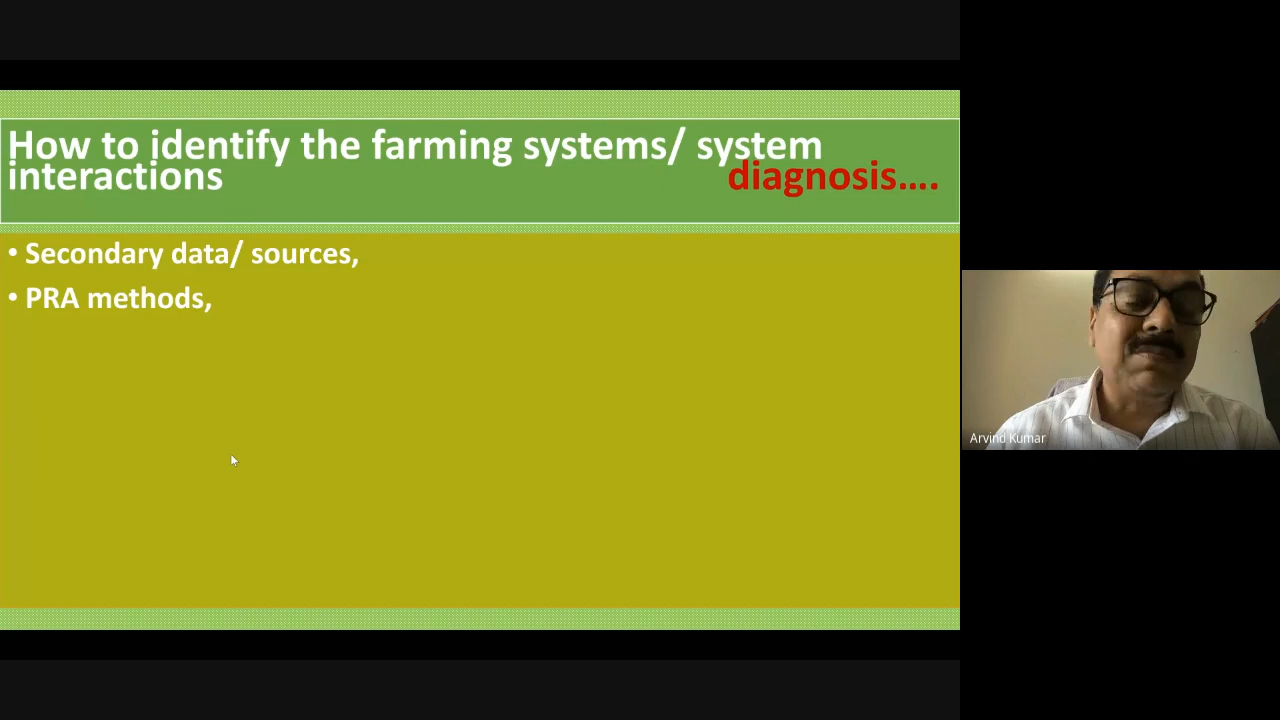 How to identify the farming systems/ system
interactions diagnosis....
• Secondary data/ sources,
• PRA methods,
Arvind Kumar